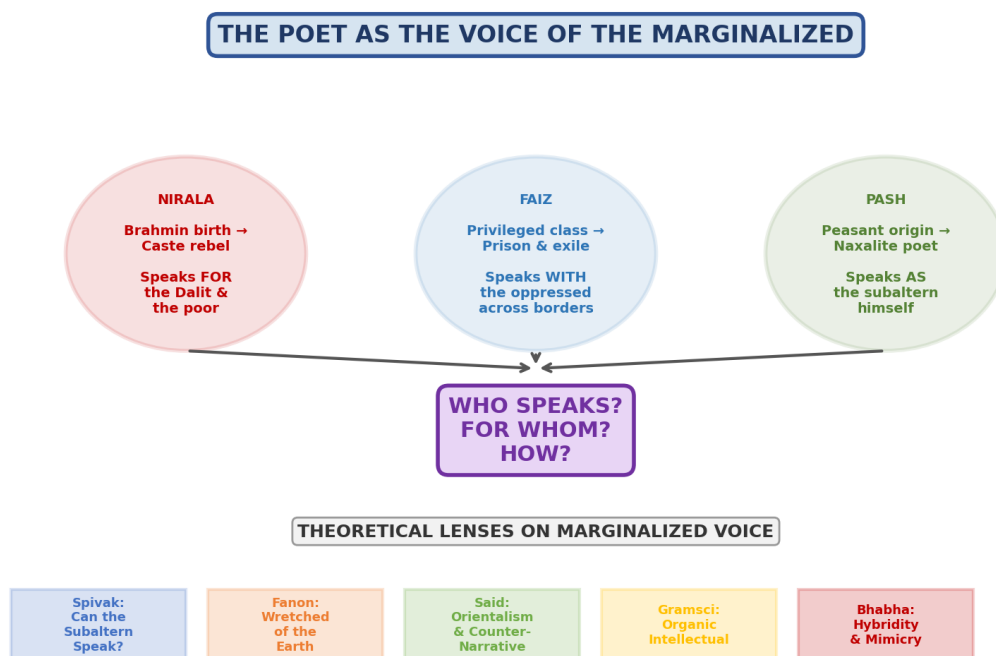 THE POET AS THE VOICE OF THE MARGINALIZED
NIRALA
Brahmin birth →
Caste rebel
Speaks FOR
the Dalit &
the poor
FAIZ
Privileged class →
Prison & exile
Speaks WITH
the oppressed
across borders
PASH
Peasant origin →
Naxalite poet
Speaks AS
the subaltern
himself
WHO SPEAKS?
FOR WHOM?
HOW?
THEORETICAL LENSES ON MARGINALIZED VOICE
Spivak:
Can the
Subaltern
Speak?
Fanon:
Wretched
of the
Earth
Said:
Orientalism
& Counter-
Narrative
Gramsci:
Organic
Intellectual
Bhabha:
Hybridity
& Mimicry